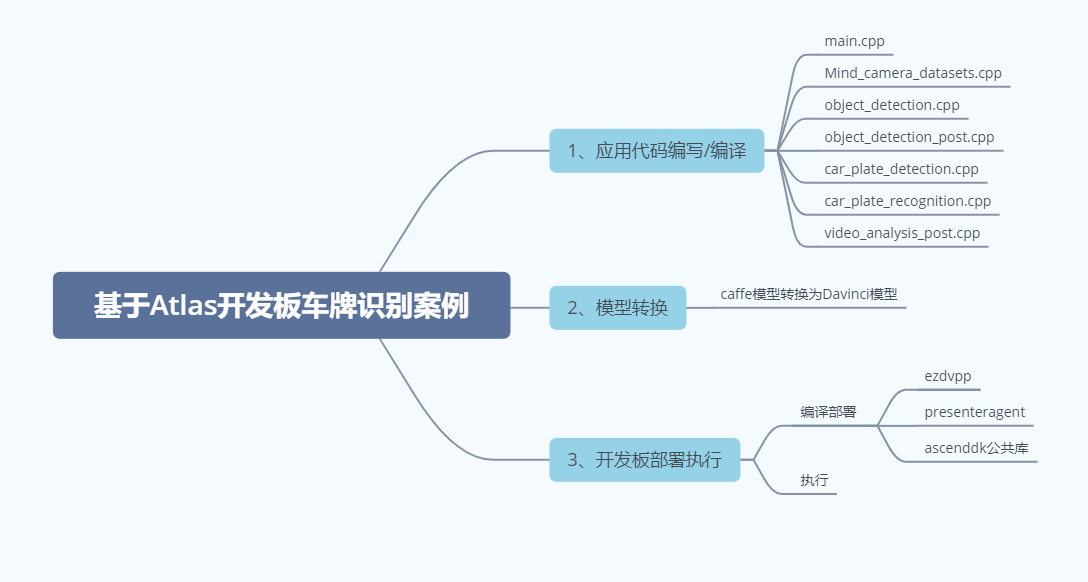 main.cpp
Mind_camera_datasets.cpp
object_detection.cpp
object_detection_post.cpp
car_plate_detection.cpp
car_plate_recognition.cpp
video_analysis_post.cpp
1、应用代码编写/编译
基于Atlas开发板车牌识别案例
2、模型转换
caffe模型转换为Davinci模型
3、开发板部署执行
编译部署
ezdvpp
presenteragent
ascenddk公共库
执行